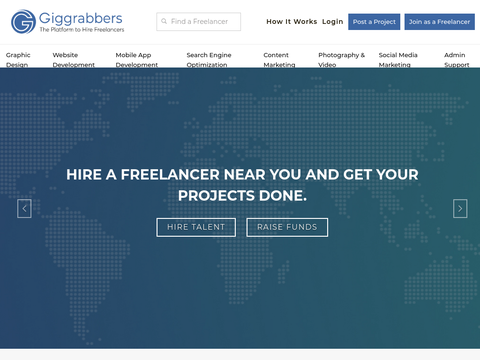 Giggrabbers
The Platform to Hire Freelancers
Find a Freelancer
How It Works Login Post a Project Join as a Freelancer
Graphic Design
Website Development
Mobile App Development
Search Engine Optimization
Content Marketing
Photography & Video
Social Media Marketing
Admin Support
HIRE A FREELANCER NEAR YOU AND GET YOUR
PROJECTS DONE.
HIRE TALENT RAISE FUNDS